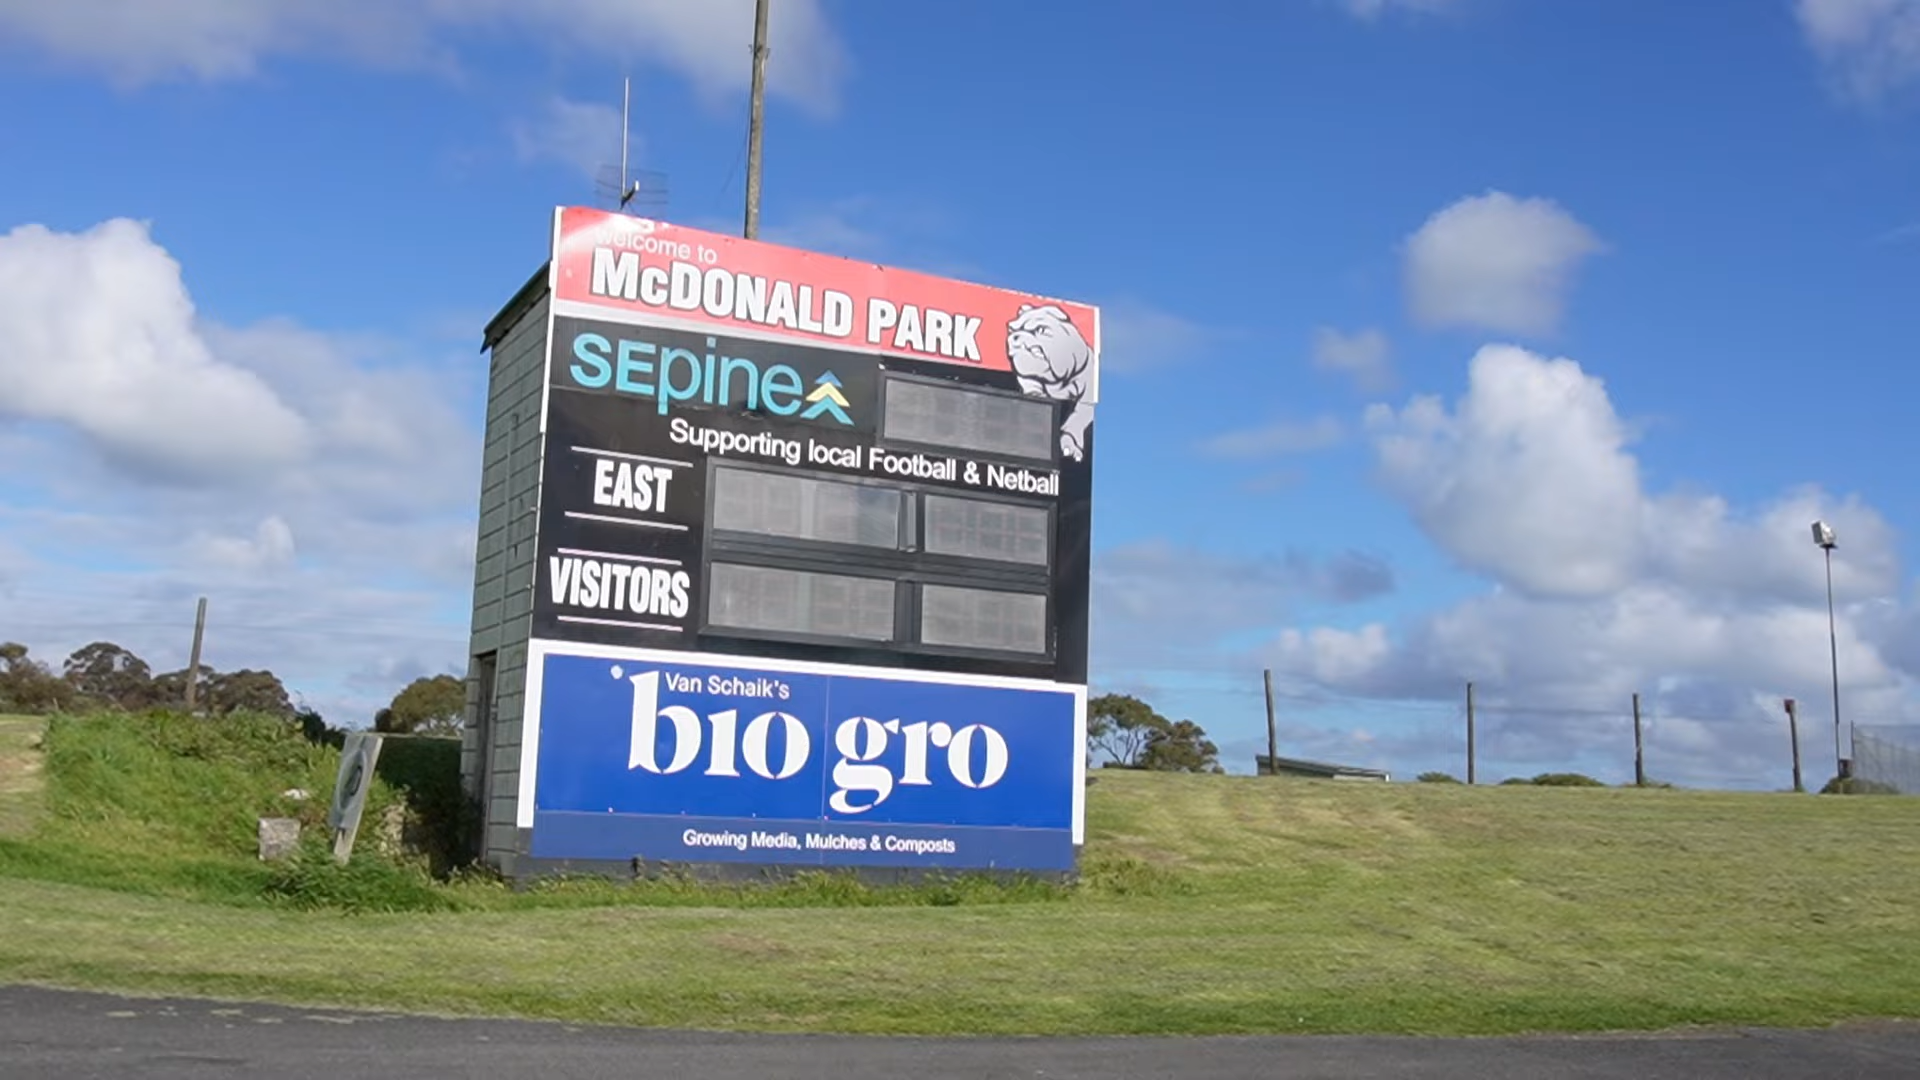 Welcome to
McDONALD PARK
SEpine
Supporting local Football & Netball
EAST
VISITORS
Van Schaik's
bio gro
Growing Media, Mulches & Composts